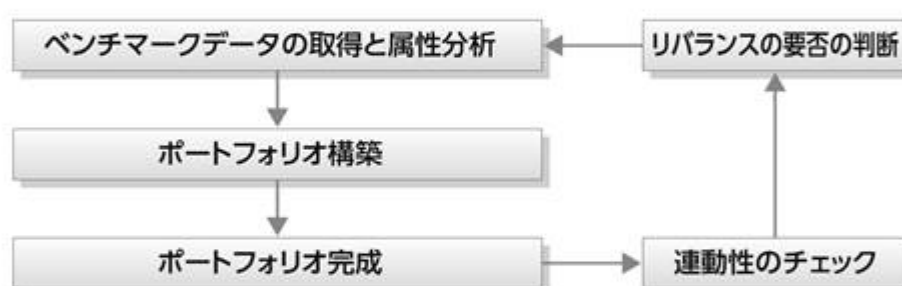 ベンチマークデータの取得と属性分析
リバランスの要否の判断
ポートフォリオ構築
ポートフォリオ完成
連動性のチェック